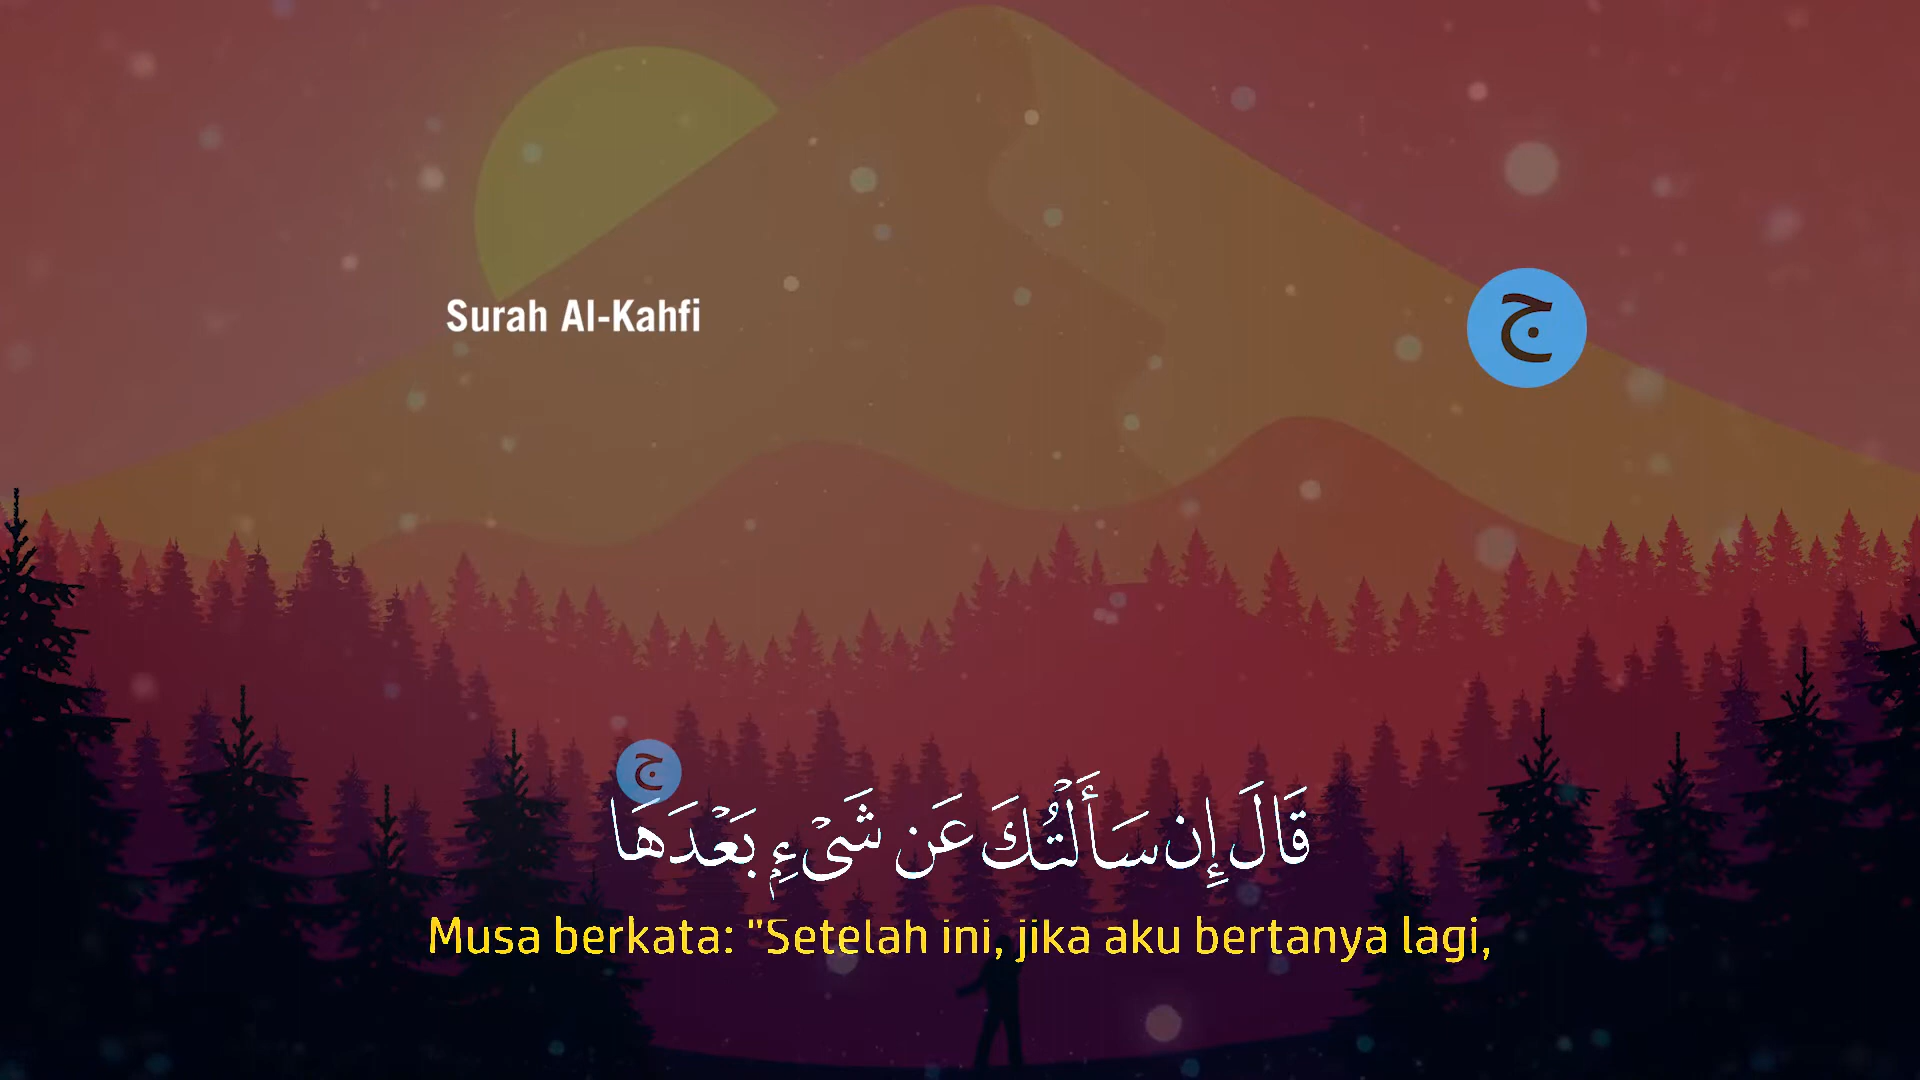 Surah Al-Kahfi
ج
ج
قَالَ إِن سَأَلْتُكَ عَن شَىْءٍ بَعْدَهَا
Musa berkata: "Setelah ini, jika aku bertanya lagi,